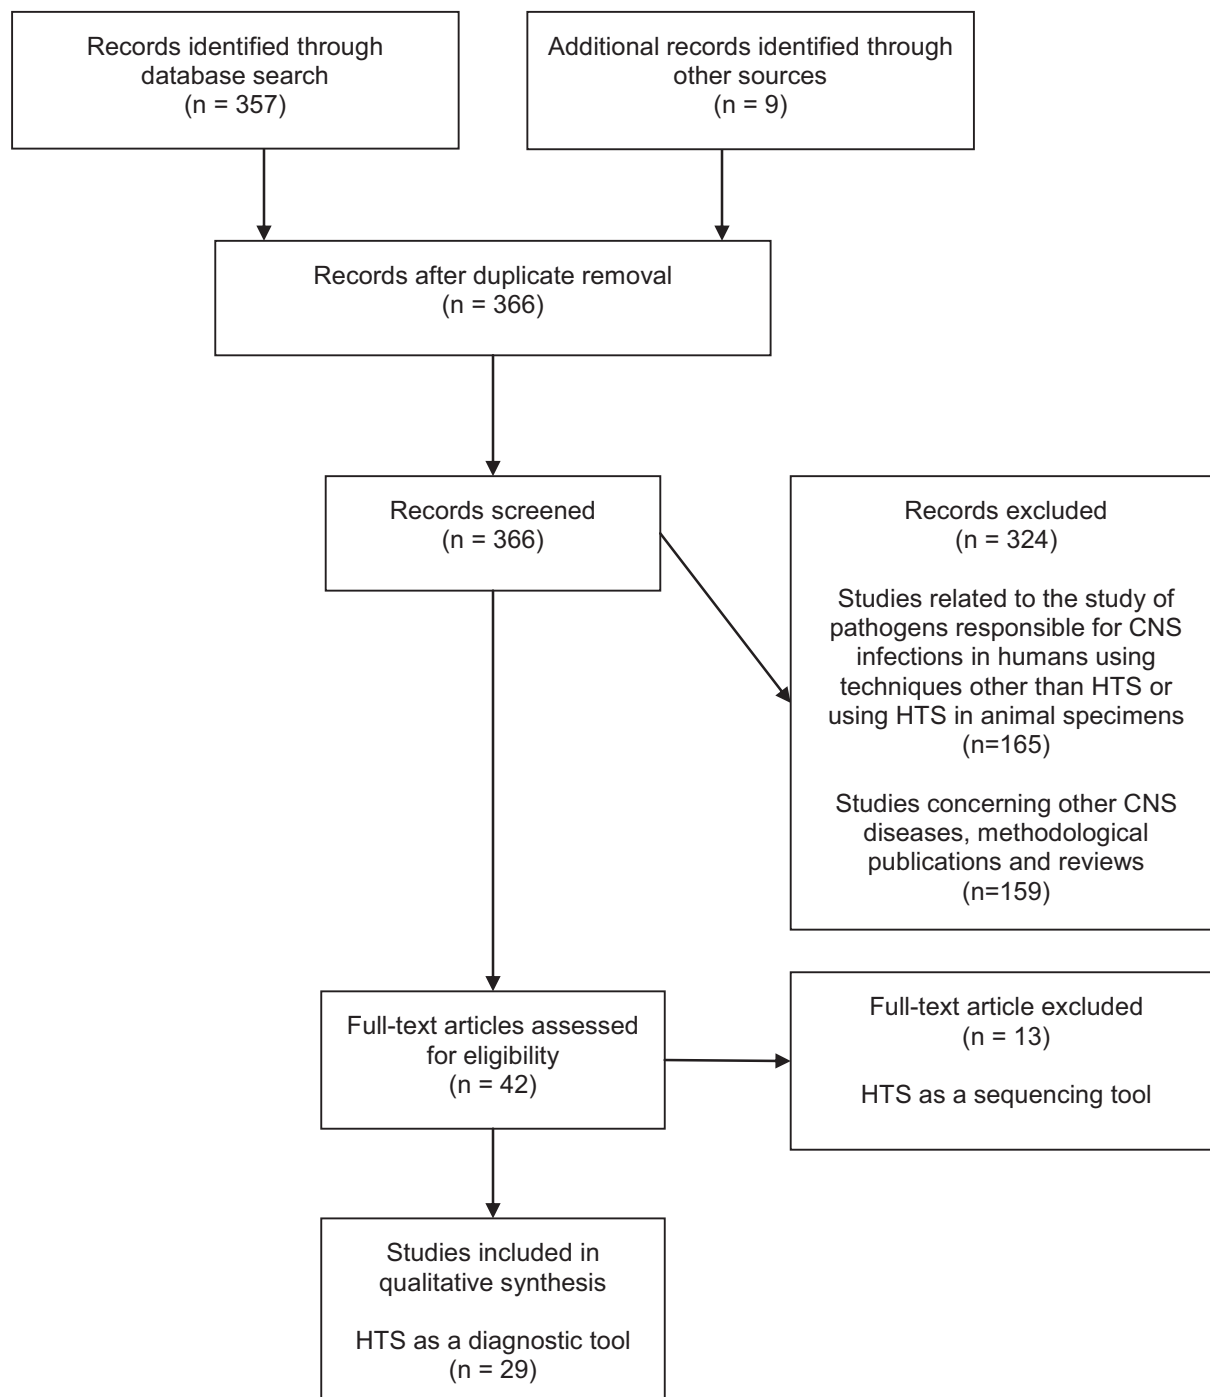 Records identified through
database search
(n = 357)
Additional records identified through
other sources
(n = 9)
Records after duplicate removal
(n = 366)
Records screened
(n = 366)
Records excluded
(n = 324)
Studies related to the study of
pathogens responsible for CNS
infections in humans using
techniques other than HTS or
using HTS in animal specimens
(n=165)
Studies concerning other CNS
diseases, methodological
publications and reviews
(n=159)
Full-text articles assessed
for eligibility
(n = 42)
Full-text article excluded
(n = 13)
HTS as a sequencing tool
Studies included in
qualitative synthesis
HTS as a diagnostic tool
(n = 29)